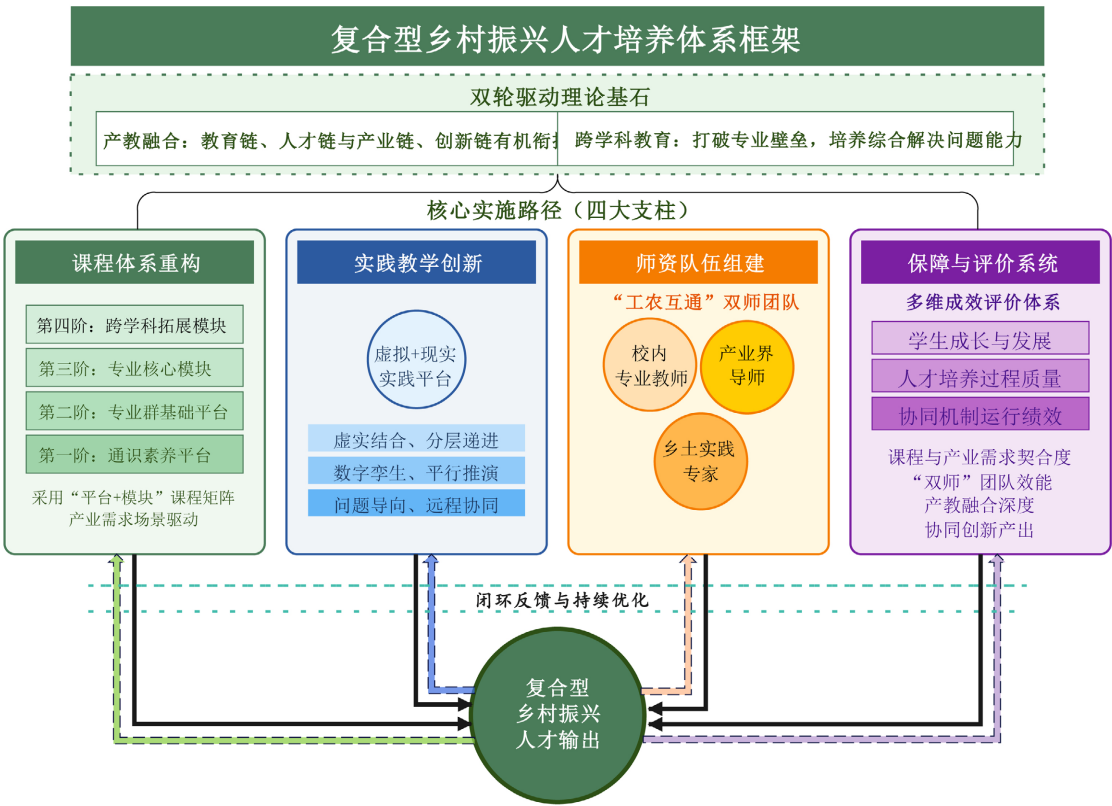 复合型乡村振兴人才培养体系框架
双轮驱动理论基石
产教融合：教育链、人才链与产业链、创新链有机衔
跨学科教育：打破专业壁垒，培养综合解决问题能力
核心实施路径（四大支柱）
课程体系重构
第四阶：跨学科拓展模块
第三阶：专业核心模块
第二阶：专业群基础平台
第一阶：通识素养平台
采用“平台+模块”课程矩阵
产业需求场景驱动
实践教学创新
虚拟+现实
实践平台
虚实结合、分层递进
数字孪生、平行推演
问题导向、远程协同
师资队伍组建
“工农互通”双师团队
校内
专业教师
产业界
导师
乡土实践
专家
保障与评价系统
多维成效评价体系
学生成长与发展
人才培养过程质量
协同机制运行绩效
课程与产业需求契合度
“双师”团队效能
产教融合深度
协同创新产出
闭环反馈与持续优化
复合型
乡村振兴
人才输出